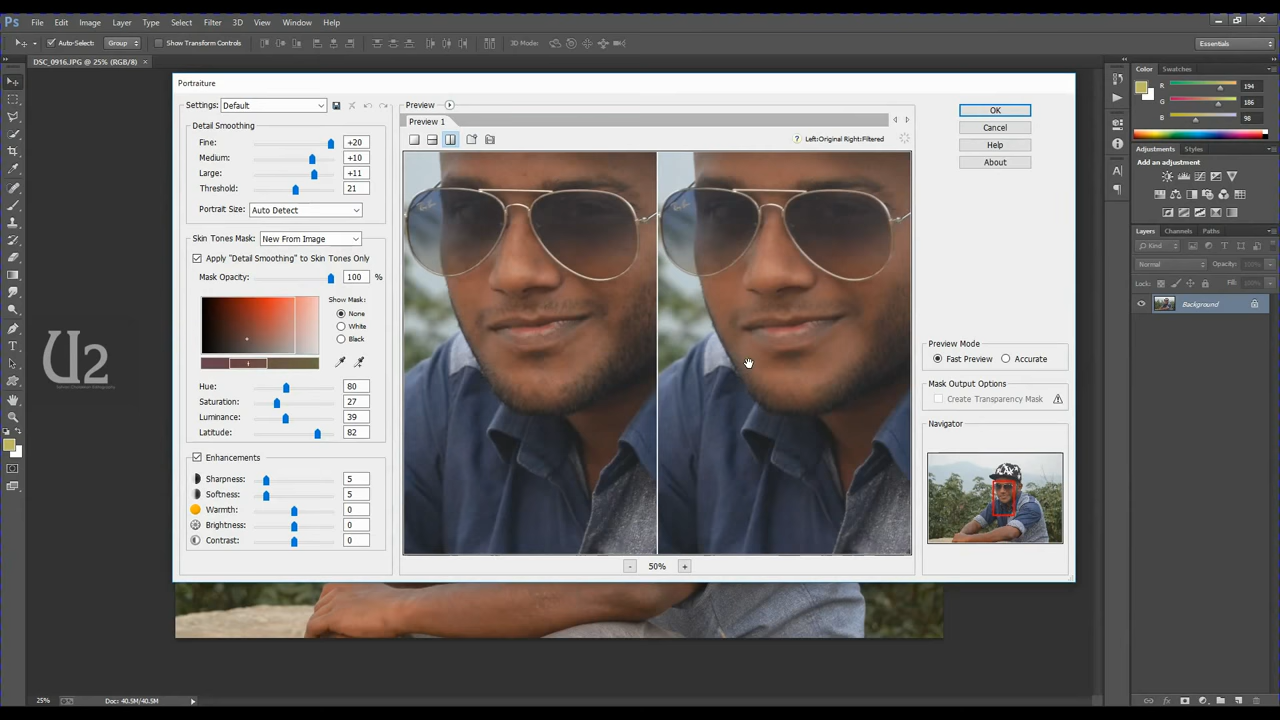 Ps File Edit Image Layer Type Select Filter 3D View Window Help
Auto-Select: Group Show Transform Controls 3D Mode: Essentials
DSC_0916.JPG @ 25% (RGB/8) ×
Portraiture
Settings: Default
Detail Smoothing
Fine: +20
Medium: +10
Large: +11
Threshold: 21
Portrait Size: Auto Detect
Skin Tones Mask: New From Image
Apply "Detail Smoothing" to Skin Tones Only
Mask Opacity: 100 %
Show Mask:
None
White
Black
Hue: 80
Saturation: 27
Luminance: 39
Latitude: 82
Enhancements
Sharpness: 5
Softness: 5
Warmth: 0
Brightness: 0
Contrast: 0
Preview
Preview 1
? Left:Original Right:Filtered
- 50% +
OK
Cancel
Help
About
Preview Mode
Fast Preview Accurate
Mask Output Options
Create Transparency Mask
Navigator
Color Swatches
R 194
G 186
B 98
Adjustments Styles
Add an adjustment
Layers Channels Paths
Kind
Normal Opacity:
Lock: Fill:
Background
U2
25% Doc: 40.5M/40.5M